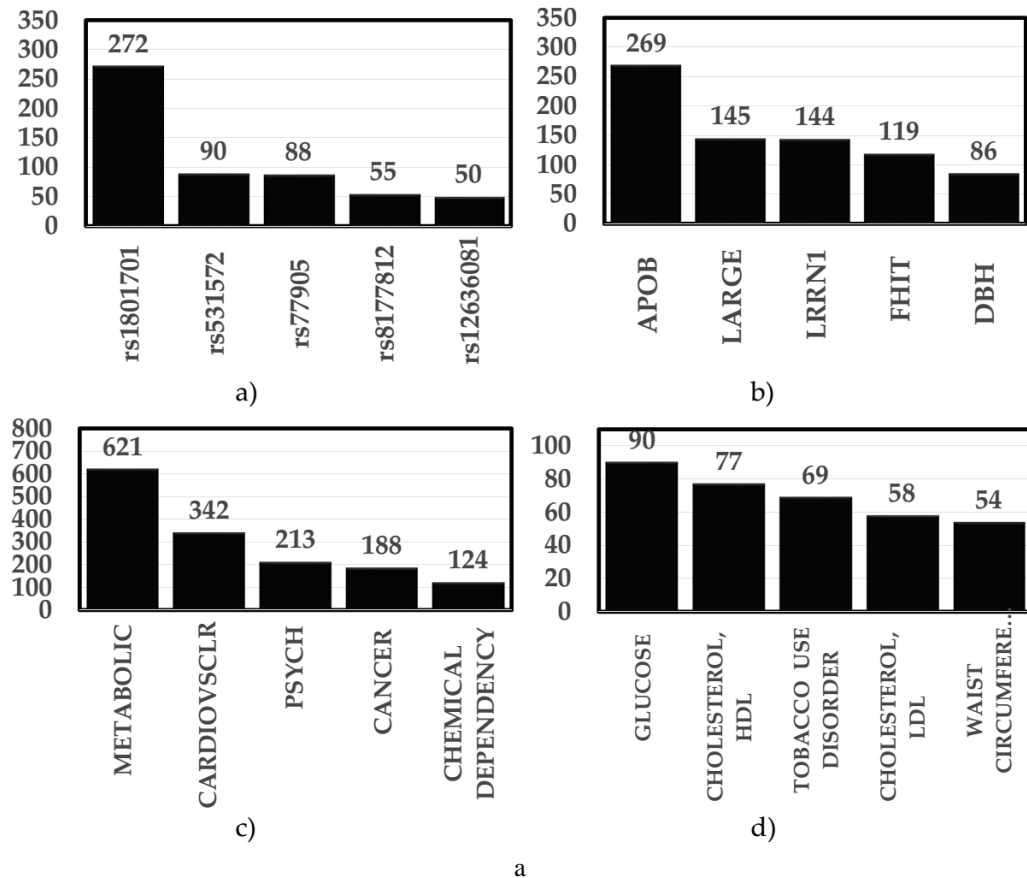 350
300
250
200
150
100
50
0
272
90
88
55
50
rs1801701
rs531572
rs77905
rs8177812
rs12636081
a)
350
300
250
200
150
100
50
0
269
145
144
119
86
APOB
LARGE
LRRN1
FHIT
DBH
b)
800
700
600
500
400
300
200
100
0
621
342
213
188
124
METABOLIC
CARDIOVSCLR
PSYCH
CANCER
CHEMICAL
DEPENDENCY
c)
100
80
60
40
20
0
90
77
69
58
54
GLUCOSE
CHOLESTEROL,
HDL
TOBACCO USE
DISORDER
CHOLESTEROL,
LDL
WAIST
CIRCUMFERE...
d)
a